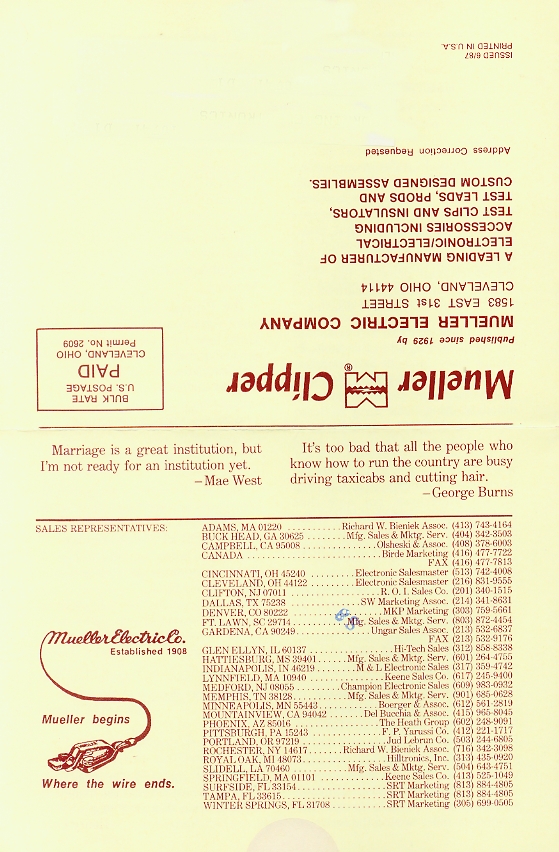 Mueller Clipper ®
Published since 1929 by
MUELLER ELECTRIC COMPANY
1583 EAST 31st STREET
CLEVELAND, OHIO 44114
A LEADING MANUFACTURER OF
ELECTRONIC/ELECTRICAL
ACCESSORIES INCLUDING
TEST CLIPS AND INSULATORS,
TEST LEADS, PRODS AND
CUSTOM DESIGNED ASSEMBLIES.
Address Correction Requested
ISSUED 6/87
PRINTED IN U.S.A.
BULK RATE
U.S. POSTAGE
PAID
CLEVELAND, OHIO
Permit No. 2609
Marriage is a great institution, but
I'm not ready for an institution yet.
—Mae West
It's too bad that all the people who
know how to run the country are busy
driving taxicabs and cutting hair.
—George Burns
SALES REPRESENTATIVES:
ADAMS, MA 01220 .......... Richard W. Bieniek Assoc. (413) 743-4164
BUCK HEAD, GA 30625 .......... Mfg. Sales & Mktg. Serv. (404) 342-3503
CAMPBELL, CA 95008 .......... Olsheski & Assoc. (408) 378-6003
CANADA .......... Birde Marketing (416) 477-7722
FAX (416) 477-7813
CINCINNATI, OH 45240 .......... Electronic Salesmaster (513) 742-4008
CLEVELAND, OH 44122 .......... Electronic Salesmaster (216) 831-9555
CLIFTON, NJ 07011 .......... R. O. I. Sales Co. (201) 340-1515
DALLAS, TX 75238 .......... SW Marketing Assoc. (214) 341-8631
DENVER, CO 80222 .......... MKP Marketing (303) 759-5661
FT. LAWN, SC 29714 .......... Mfg. Sales & Mktg. Serv. (803) 872-4454
GARDENA, CA 90249 .......... Ungar Sales Assoc. (213) 532-6837
FAX (213) 532-9176
GLEN ELLYN, IL 60137 .......... Hi-Tech Sales (312) 858-8338
HATTIESBURG, MS 39401 .......... Mfg. Sales & Mktg. Serv. (601) 264-4755
INDIANAPOLIS, IN 46219 .......... M & L Electronic Sales (317) 359-4742
LYNNFIELD, MA 10940 .......... Keene Sales Co. (617) 245-9400
MEDFORD, NJ 08055 .......... Champion Electronic Sales (609) 983-0932
MEMPHIS, TN 38128 .......... Mfg. Sales & Mktg. Serv. (901) 685-0628
MINNEAPOLIS, MN 55443 .......... Boerger & Assoc. (612) 561-2819
MOUNTAINVIEW, CA 94042 .......... Del Bucchia & Assoc. (415) 965-8045
PHOENIX, AZ 85016 .......... The Heath Group (602) 248-9091
PITTSBURGH, PA 15243 .......... F. P. Yarussi Co. (412) 221-1717
PORTLAND, OR 97219 .......... Jud Lebrun Co. (503) 244-6805
ROCHESTER, NY 14617 .......... Richard W. Bieniek Assoc. (716) 342-3098
ROYAL OAK, MI 48073 .......... Hilltronics, Inc. (313) 435-0920
SLIDELL, LA 70460 .......... Mfg. Sales & Mktg. Serv. (504) 643-4751
SPRINGFIELD, MA 01101 .......... Keene Sales Co. (413) 525-1049
SURFSIDE, FL 33154 .......... SRT Marketing (813) 884-4805
TAMPA, FL 33615 .......... SRT Marketing (813) 884-4805
WINTER SPRINGS, FL 31708 .......... SRT Marketing (305) 699-0505
Mueller Electric Co.
Established 1908
Mueller begins
Where the wire ends.